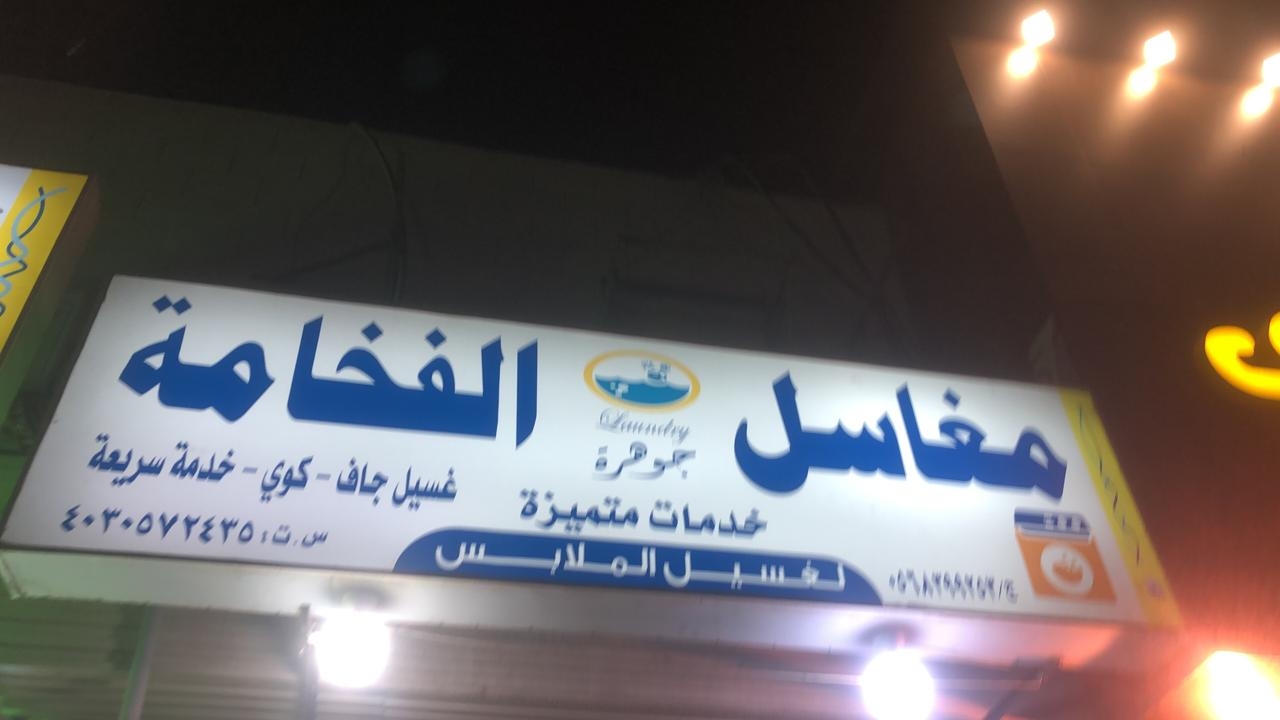 مغاسل الفخامة
Laundry
جوهرة
خدمات متميزة
لغسيل الملابس
غسيل جاف - كوي - خدمة سريعة
س.ت: ٤٠٣٠٥٧٢٤٣٥